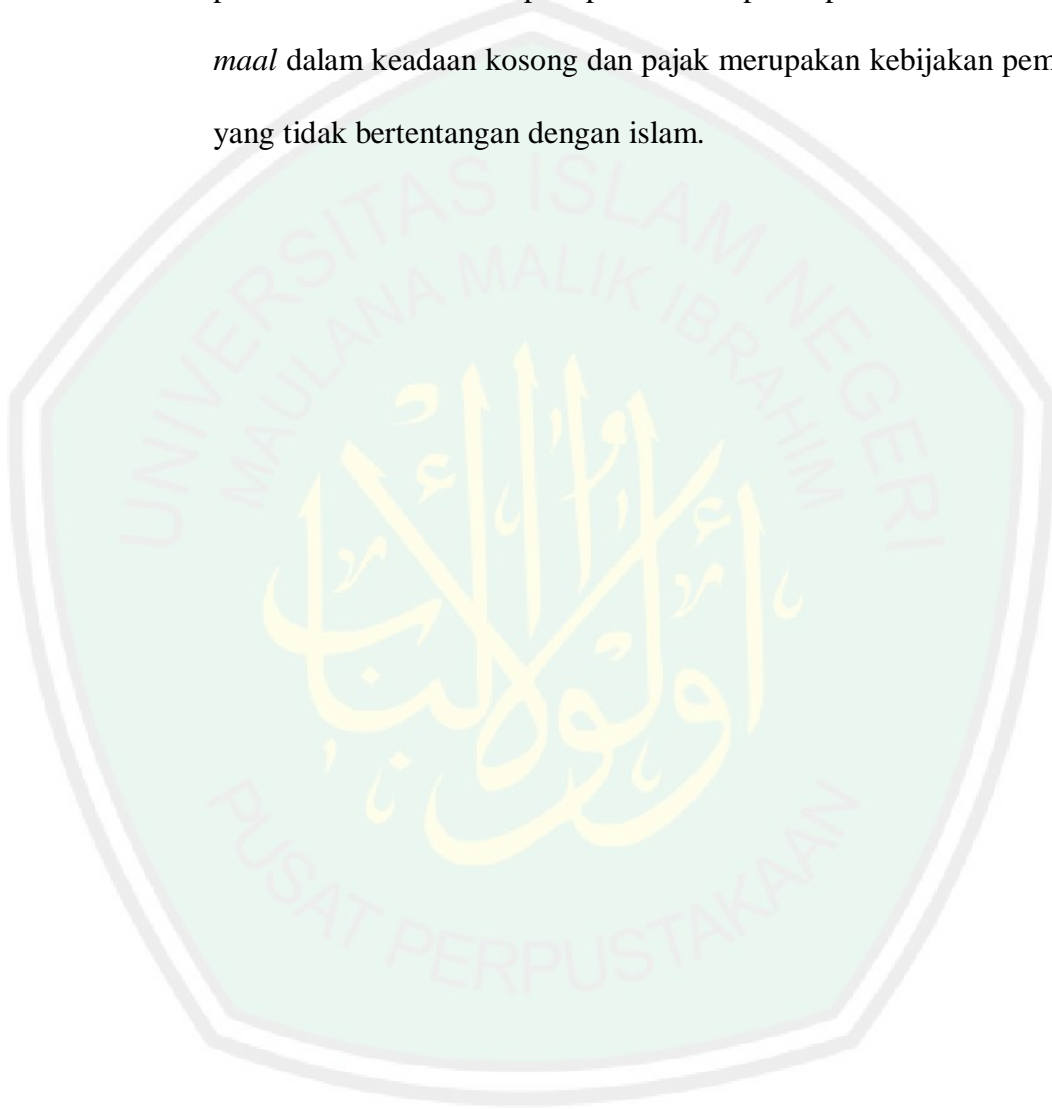 maal dalam keadaan kosong dan pajak merupakan kebijakan
yang tidak bertentangan dengan islam.
UNIVERSITAS ISLAM NEGERI
MAULANA MALIK IBRAHIM
PUSAT PERPUSTAKAAN